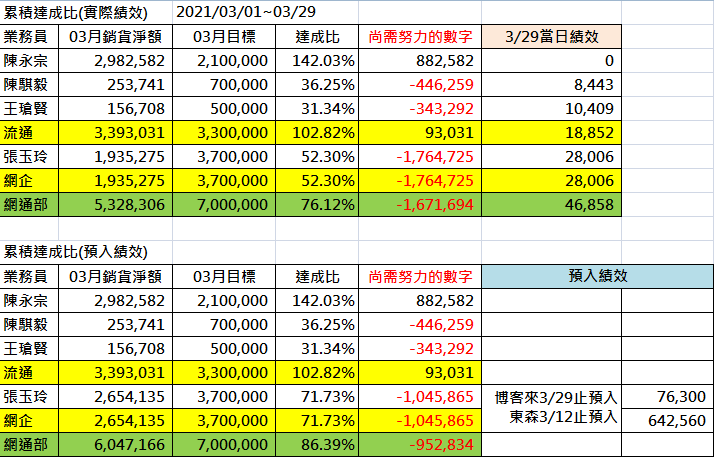 累積達成比(實際績效) 2021/03/01~03/29
業務員 03月銷貨淨額 03月目標 達成比 尚需努力的數字 3/29當日績效
陳永宗 2,982,582 2,100,000 142.03% 882,582 0
陳騏毅 253,741 700,000 36.25% -446,259 8,443
王瑲賢 156,708 500,000 31.34% -343,292 10,409
流通 3,393,031 3,300,000 102.82% 93,031 18,852
張玉玲 1,935,275 3,700,000 52.30% -1,764,725 28,006
網企 1,935,275 3,700,000 52.30% -1,764,725 28,006
網通部 5,328,306 7,000,000 76.12% -1,671,694 46,858
累積達成比(預入績效)
業務員 03月銷貨淨額 03月目標 達成比 尚需努力的數字 預入績效
陳永宗 2,982,582 2,100,000 142.03% 882,582
陳騏毅 253,741 700,000 36.25% -446,259
王瑲賢 156,708 500,000 31.34% -343,292
流通 3,393,031 3,300,000 102.82% 93,031
張玉玲 2,654,135 3,700,000 71.73% -1,045,865 博客來3/29止預入 76,300
網企 2,654,135 3,700,000 71.73% -1,045,865 東森3/12止預入 642,560
網通部 6,047,166 7,000,000 86.39% -952,834